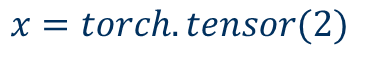 x = torch.tensor(2)